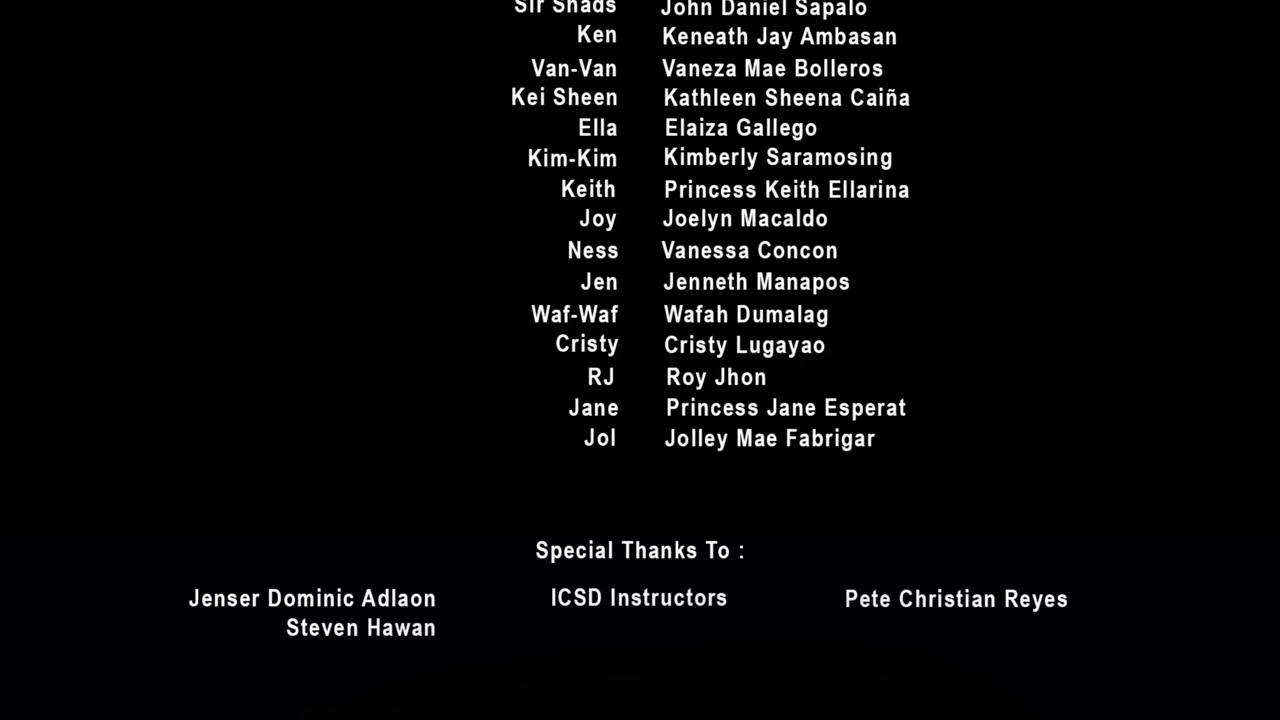 Sir Shads John Daniel Sapalo
Ken Keneath Jay Ambasan
Van-Van Vaneza Mae Bolleros
Kei Sheen Kathleen Sheena Caiña
Ella Elaiza Gallego
Kim-Kim Kimberly Saramosing
Keith Princess Keith Ellarina
Joy Joelyn Macaldo
Ness Vanessa Concon
Jen Jenneth Manapos
Waf-Waf Wafah Dumalag
Cristy Cristy Lugayao
RJ Roy Jhon
Jane Princess Jane Esperat
Jol Jolley Mae Fabrigar
Special Thanks To :
Jenser Dominic Adlaon ICSD Instructors Pete Christian Reyes
Steven Hawan